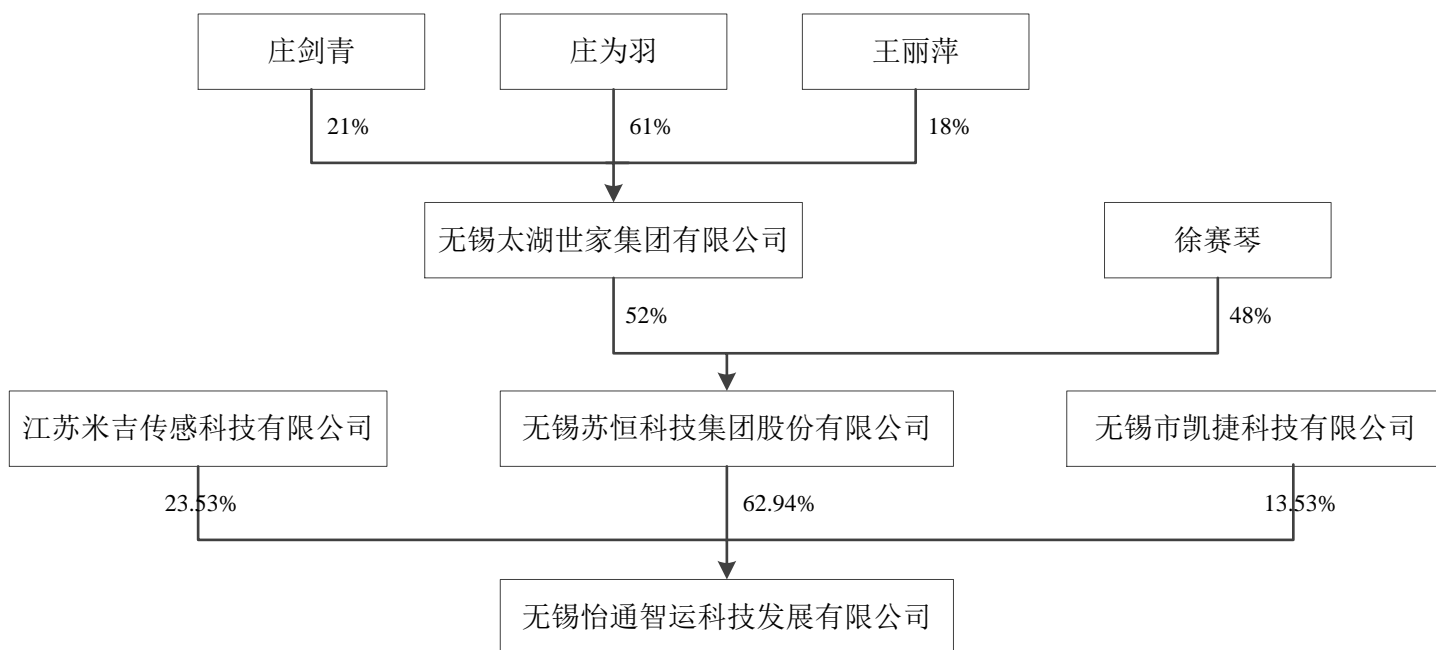 庄剑青
庄为羽
王丽萍
21%
61%
18%
无锡太湖世家集团有限公司
徐赛琴
52%
48%
江苏米吉传感科技有限公司
无锡苏恒科技集团股份有限公司
无锡市凯捷科技有限公司
23.53%
62.94%
13.53%
无锡怡通智运科技发展有限公司